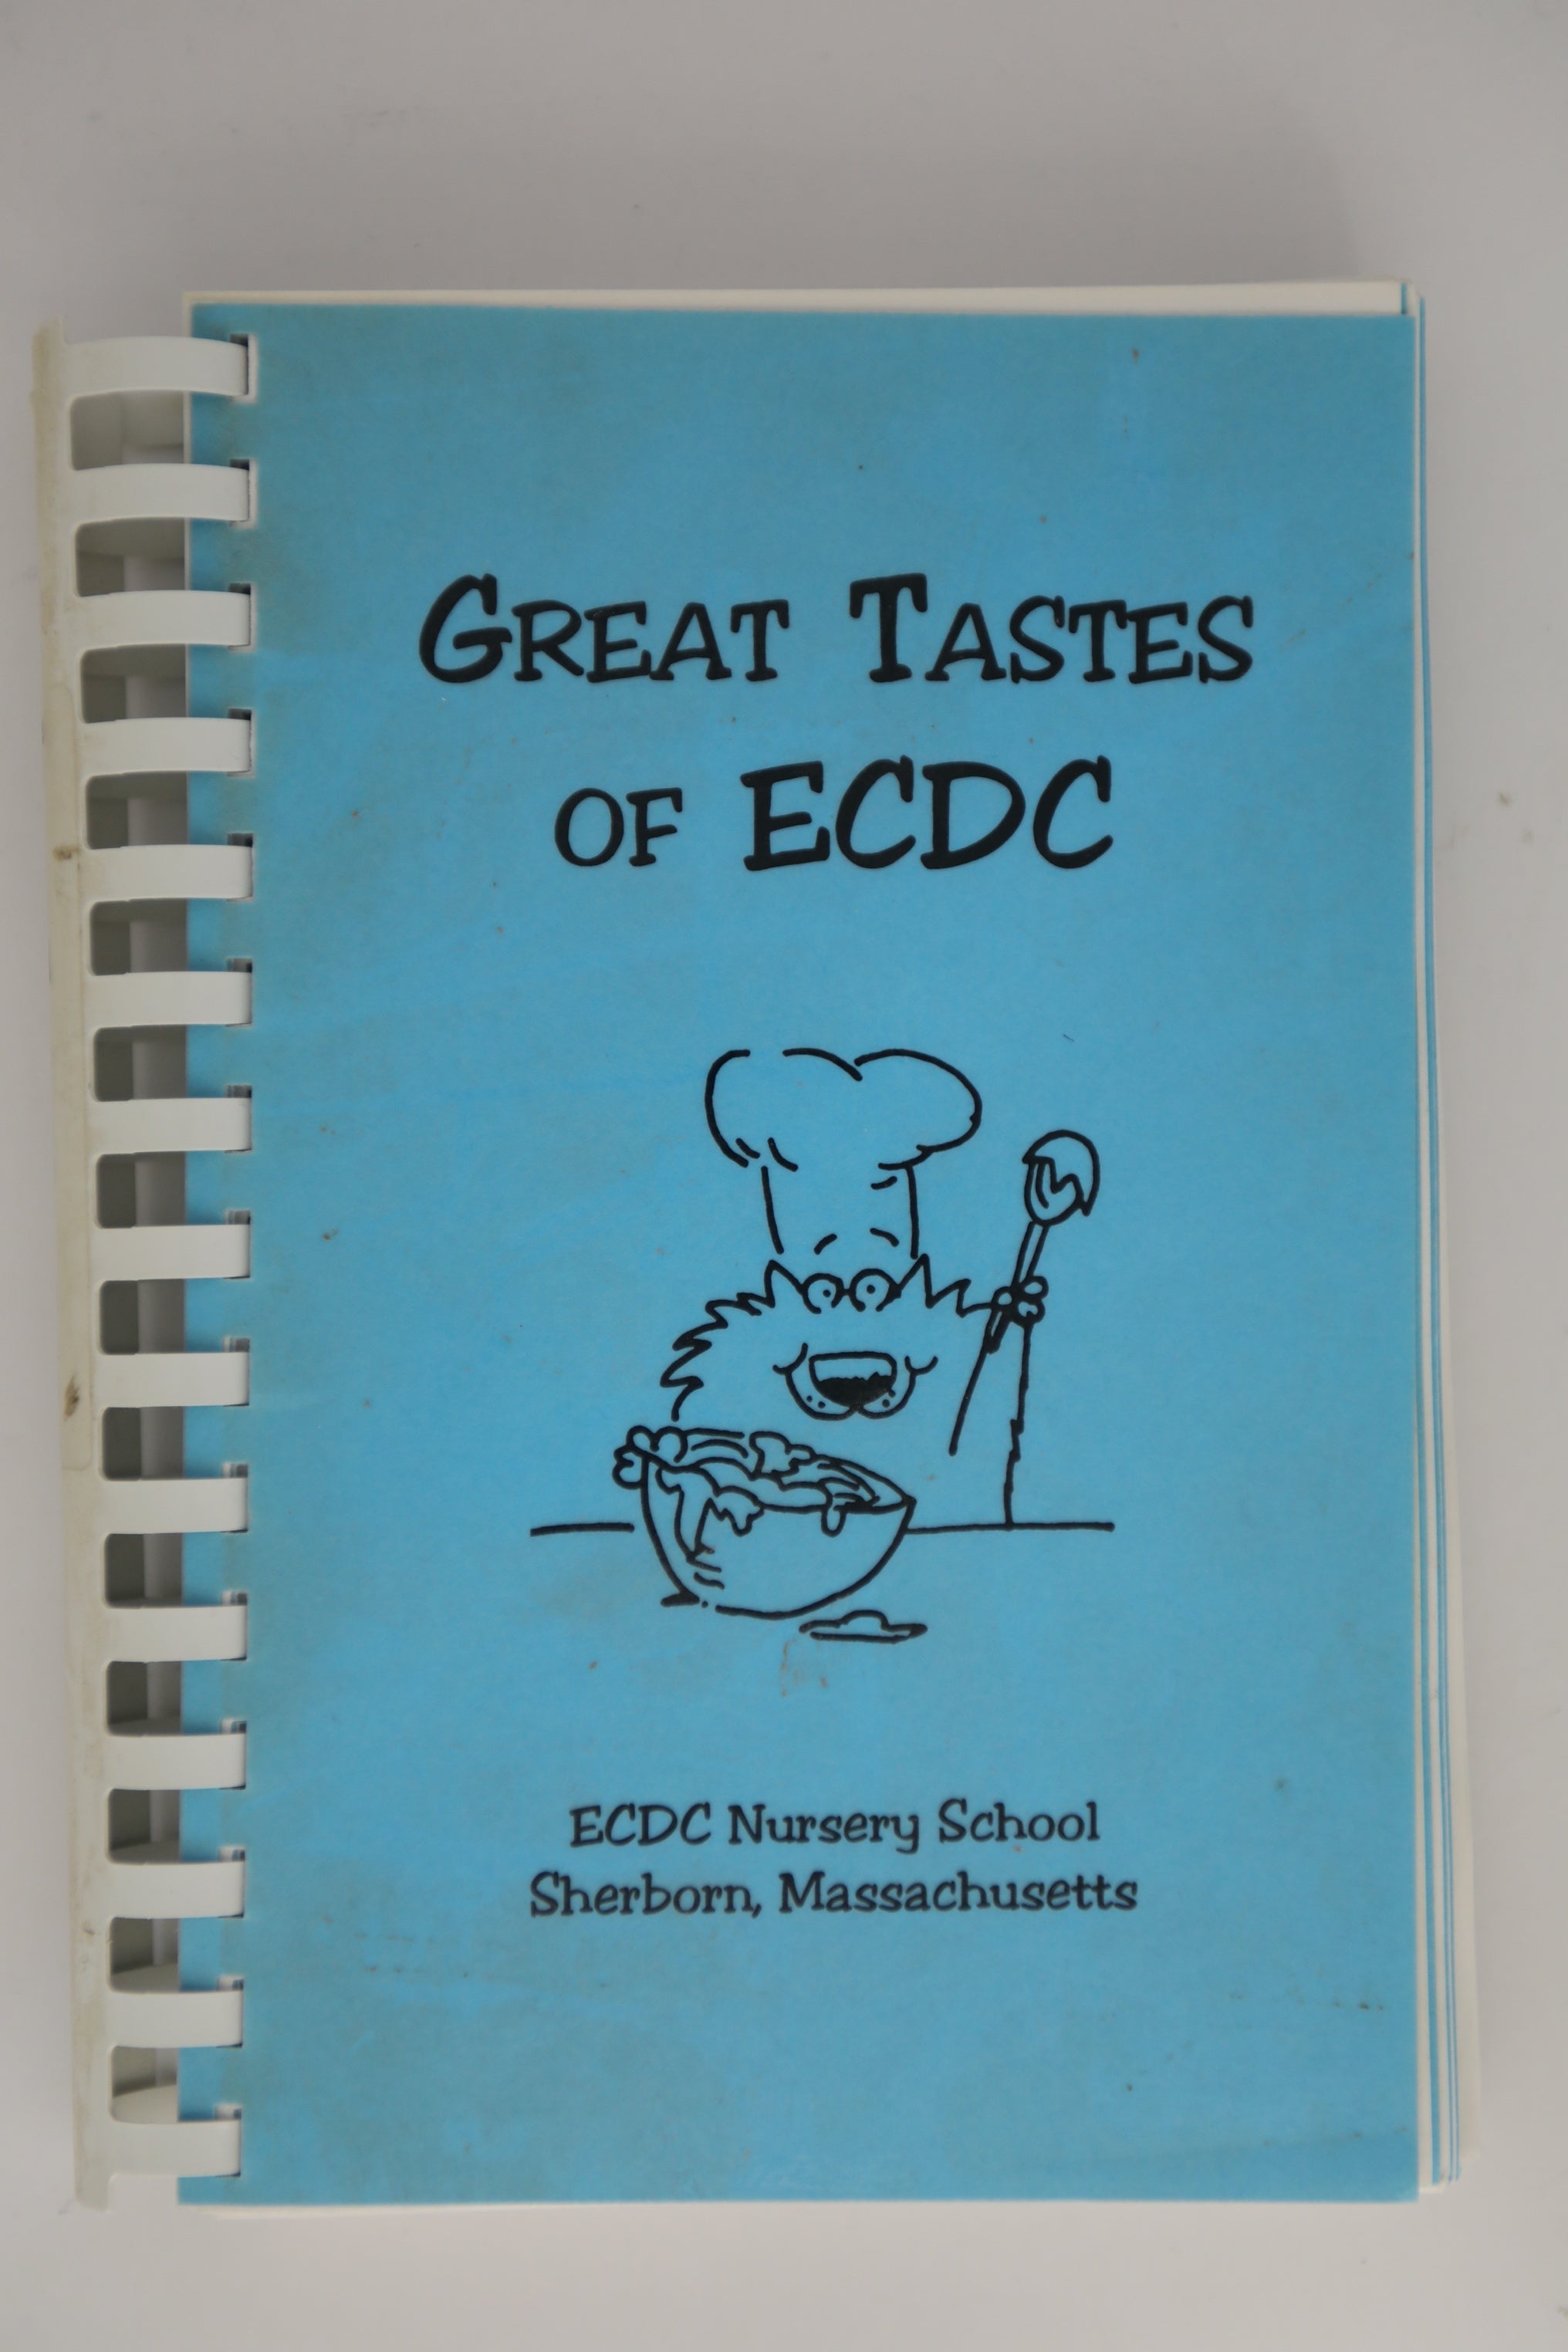 GREAT TASTES
OF ECDC
ECDC Nursery School
Sherborn, Massachusetts